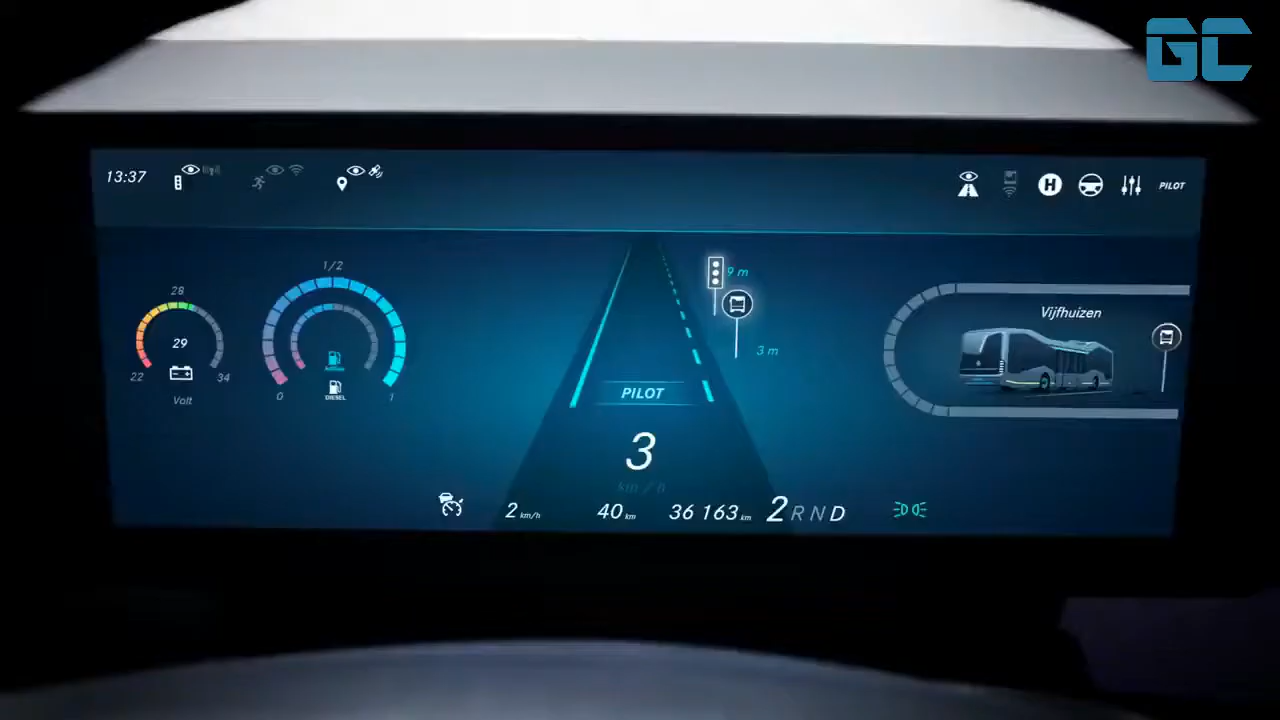 GC
13:37
PILOT
1/2
28
9 m
Vijfhuizen
29
3 m
22
34
Volt
0
DIESEL
1
PILOT
3
km/h
2 km/h
40 km
36 163 km
2 R N D
H